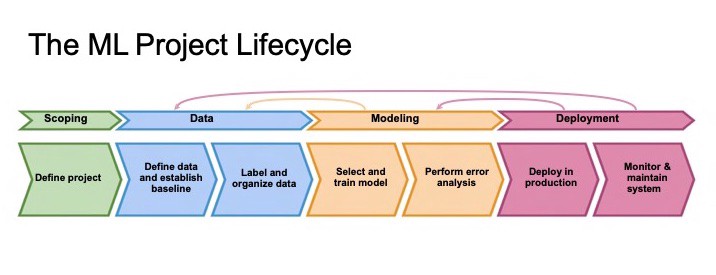 The ML Project Lifecycle
Scoping
Data
Modeling
Deployment
Define project
Define data
and establish
baseline
Label and
organize data
Select and
train model
Perform error
analysis
Deploy in
production
Monitor &
maintain
system